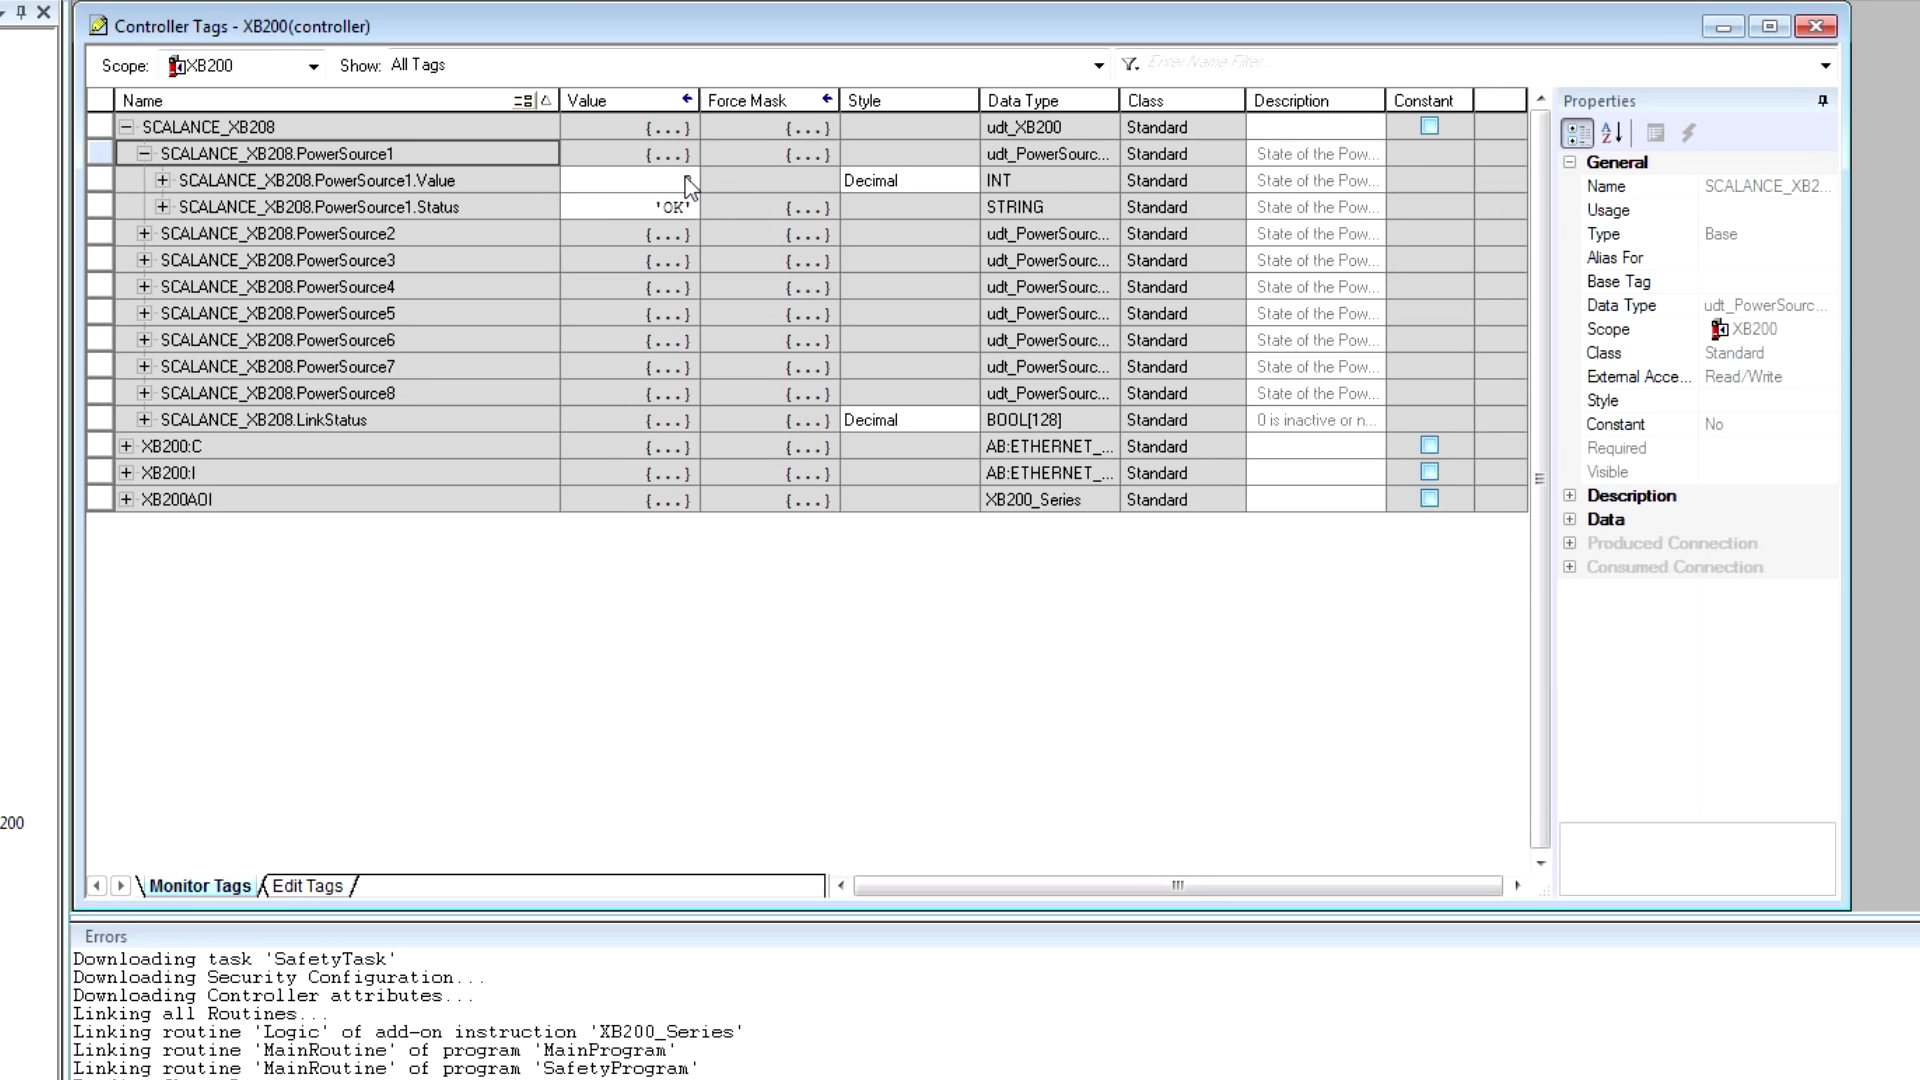 Controller Tags - XB200(controller)
Scope: XB200 Show: All Tags Enter Name Filter...
Name Value Force Mask Style Data Type Class Description Constant
SCALANCE_XB208 {...} {...} udt_XB200 Standard
SCALANCE_XB208.PowerSource1 {...} {...} udt_PowerSourc... Standard State of the Pow...
SCALANCE_XB208.PowerSource1.Value Decimal INT Standard State of the Pow...
SCALANCE_XB208.PowerSource1.Status 'OK' {...} STRING Standard State of the Pow...
SCALANCE_XB208.PowerSource2 {...} {...} udt_PowerSourc... Standard State of the Pow...
SCALANCE_XB208.PowerSource3 {...} {...} udt_PowerSourc... Standard State of the Pow...
SCALANCE_XB208.PowerSource4 {...} {...} udt_PowerSourc... Standard State of the Pow...
SCALANCE_XB208.PowerSource5 {...} {...} udt_PowerSourc... Standard State of the Pow...
SCALANCE_XB208.PowerSource6 {...} {...} udt_PowerSourc... Standard State of the Pow...
SCALANCE_XB208.PowerSource7 {...} {...} udt_PowerSourc... Standard State of the Pow...
SCALANCE_XB208.PowerSource8 {...} {...} udt_PowerSourc... Standard State of the Pow...
SCALANCE_XB208.LinkStatus {...} {...} Decimal BOOL[128] Standard 0 is inactive or n...
XB200:C {...} {...} AB:ETHERNET_... Standard
XB200:I {...} {...} AB:ETHERNET_... Standard
XB200AOI {...} {...} XB200_Series Standard
Properties
General
Name SCALANCE_XB2...
Usage
Type Base
Alias For
Base Tag
Data Type udt_PowerSourc...
Scope XB200
Class Standard
External Acce... Read/Write
Style
Constant No
Required
Visible
Description
Data
Produced Connection
Consumed Connection
200
Monitor Tags Edit Tags
Errors
Downloading task 'SafetyTask'
Downloading Security Configuration...
Downloading Controller attributes...
Linking all Routines...
Linking routine 'Logic' of add-on instruction 'XB200_Series'
Linking routine 'MainRoutine' of program 'MainProgram'
Linking routine 'MainRoutine' of program 'SafetyProgram'